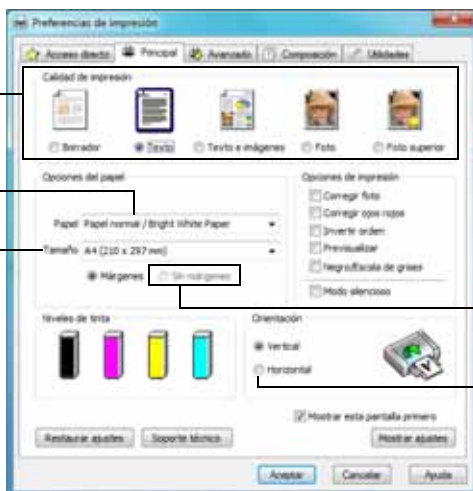 Preferencias de impresión
Acceso directo Principal Avanzado Composición Utilidades
Calidad de impresión
Borrador Texto Texto e imágenes Foto Foto superior
Opciones del papel
Papel Papel normal / Bright White Paper
Tamaño A4 (210 x 297 mm)
Márgenes Sin márgenes
Opciones de impresión
Corregir foto
Corregir ojos rojos
Invertir orden
Previsualizar
Negro/Escala de grises
Modo silencioso
Niveles de tinta
Orientación
Vertical
Horizontal
Mostrar esta pantalla primero
Restaurar ajustes Soporte técnico Mostrar ajustes
Aceptar Cancelar Ayuda